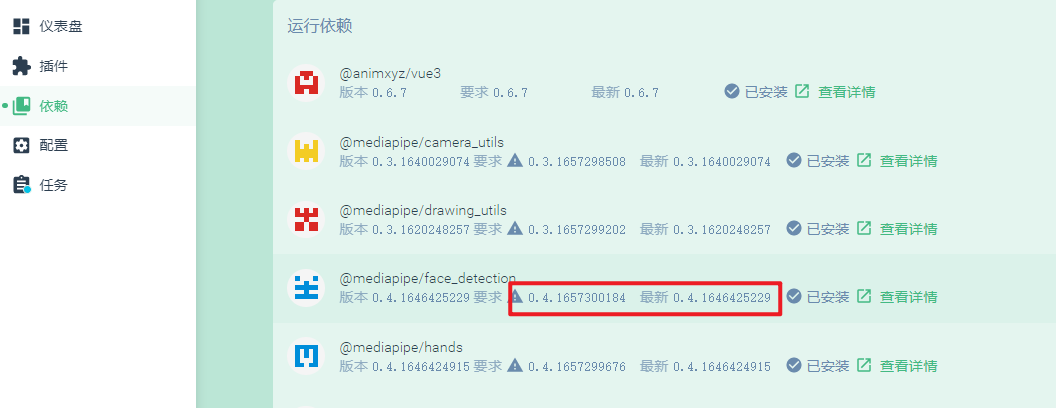 仪表盘
插件
依赖
配置
任务
运行依赖
@animxyz/vue3
版本 0.6.7 要求 0.6.7 最新 0.6.7 已安装 查看详情
@mediapipe/camera_utils
版本 0.3.1640029074 要求 0.3.1657298508 最新 0.3.1640029074 已安装 查看详情
@mediapipe/drawing_utils
版本 0.3.1620248257 要求 0.3.1657299202 最新 0.3.1620248257 已安装 查看详情
@mediapipe/face_detection
版本 0.4.1646425229 要求 0.4.1657300184 最新 0.4.1646425229 已安装 查看详情
@mediapipe/hands
版本 0.4.1646424915 要求 0.4.1657299676 最新 0.4.1646424915 已安装 查看详情